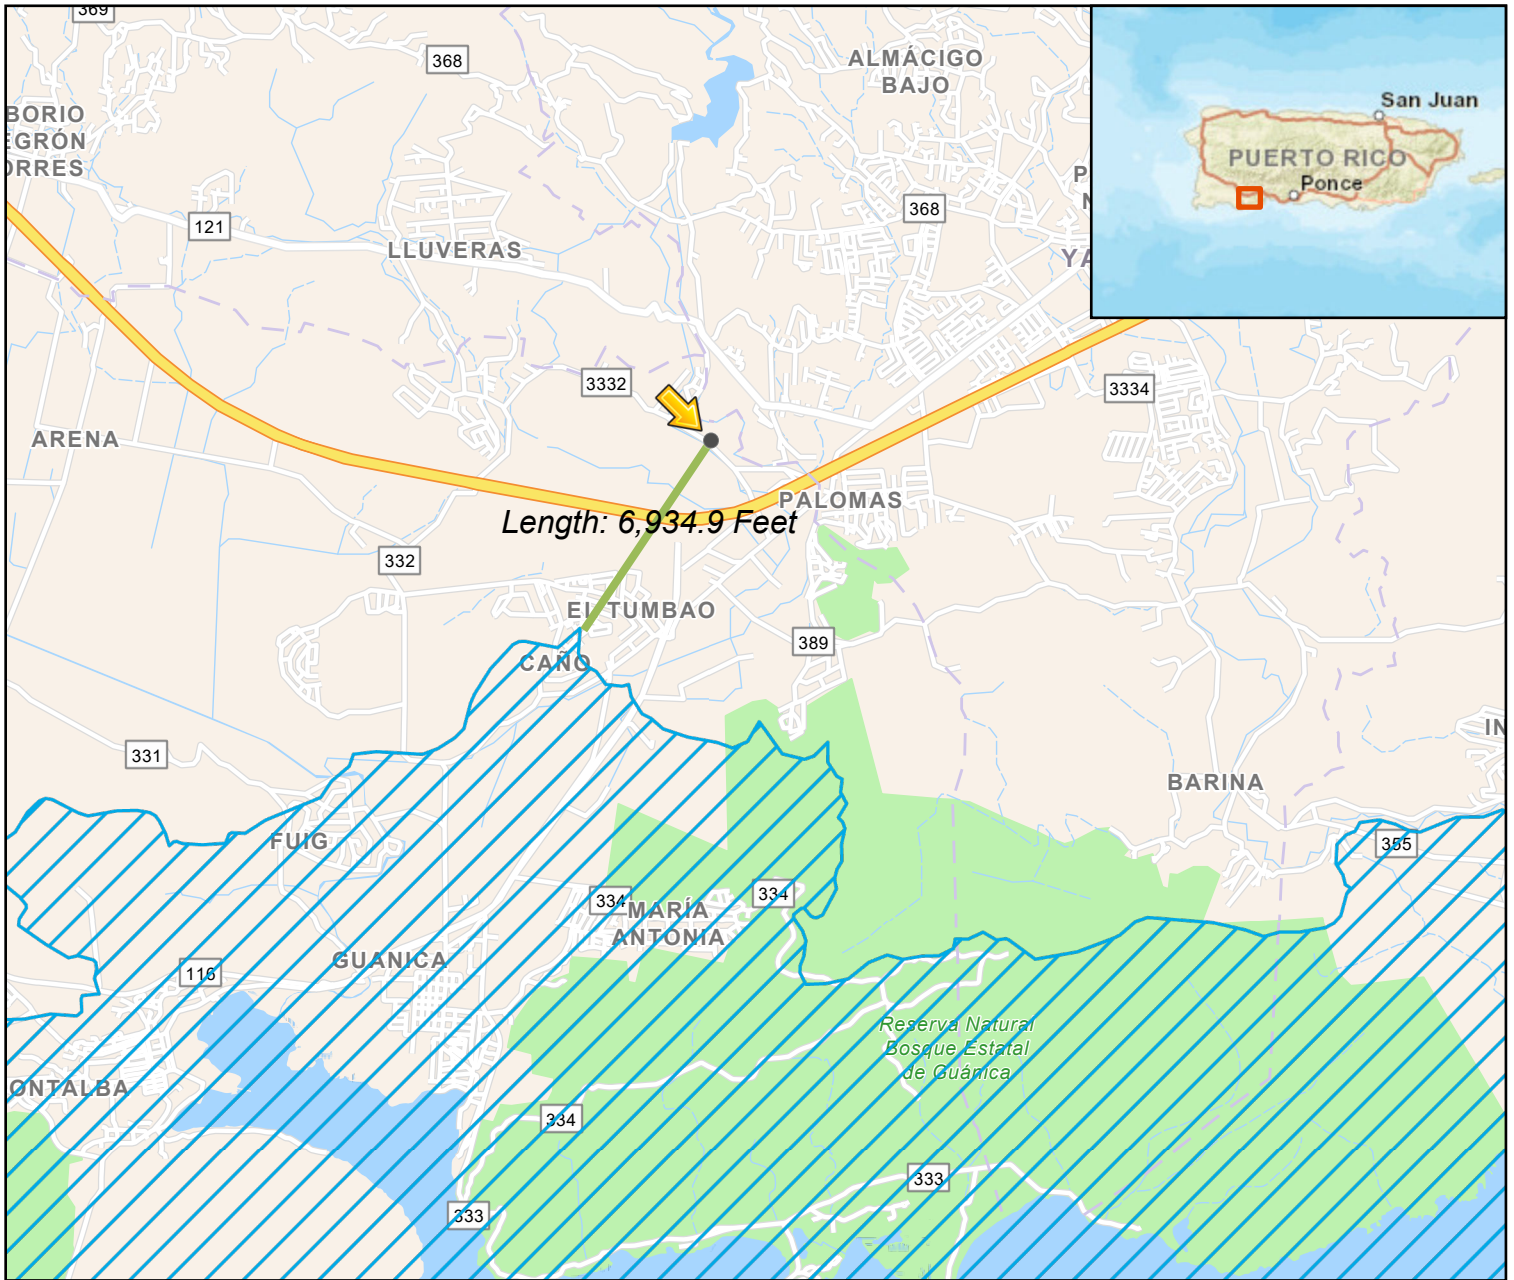 369
368
ALMÁCIGO
BAJO
San Juan
PUERTO RICO
Ponce
BORIO
EGRÓN
ORRES
121
LLUVERAS
368
P
N
YA
3332
3334
ARENA
PALOMAS
Length: 6,934.9 Feet
332
EL TUMBAO
389
CAÑO
331
IN
BARINA
FUIG
355
334
334
MARÍA
ANTONIA
GUANICA
116
Reserva Natural
Bosque Estatal
de Guánica
ONTALBA
334
333
333